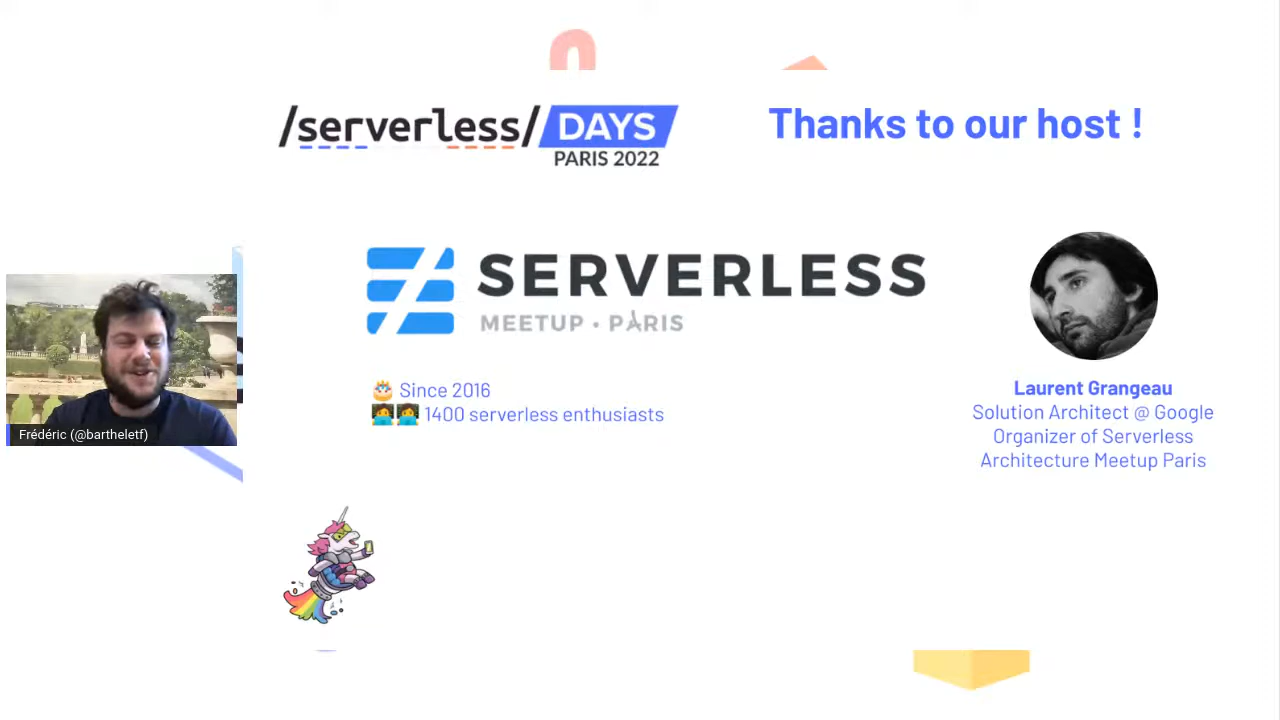 /serverless/ DAYS
PARIS 2022
Thanks to our host !
SERVERLESS
MEETUP • PARIS
Since 2016
1400 serverless enthusiasts
Laurent Grangeau
Solution Architect @ Google
Organizer of Serverless
Architecture Meetup Paris
Frédéric (@bartheletf)